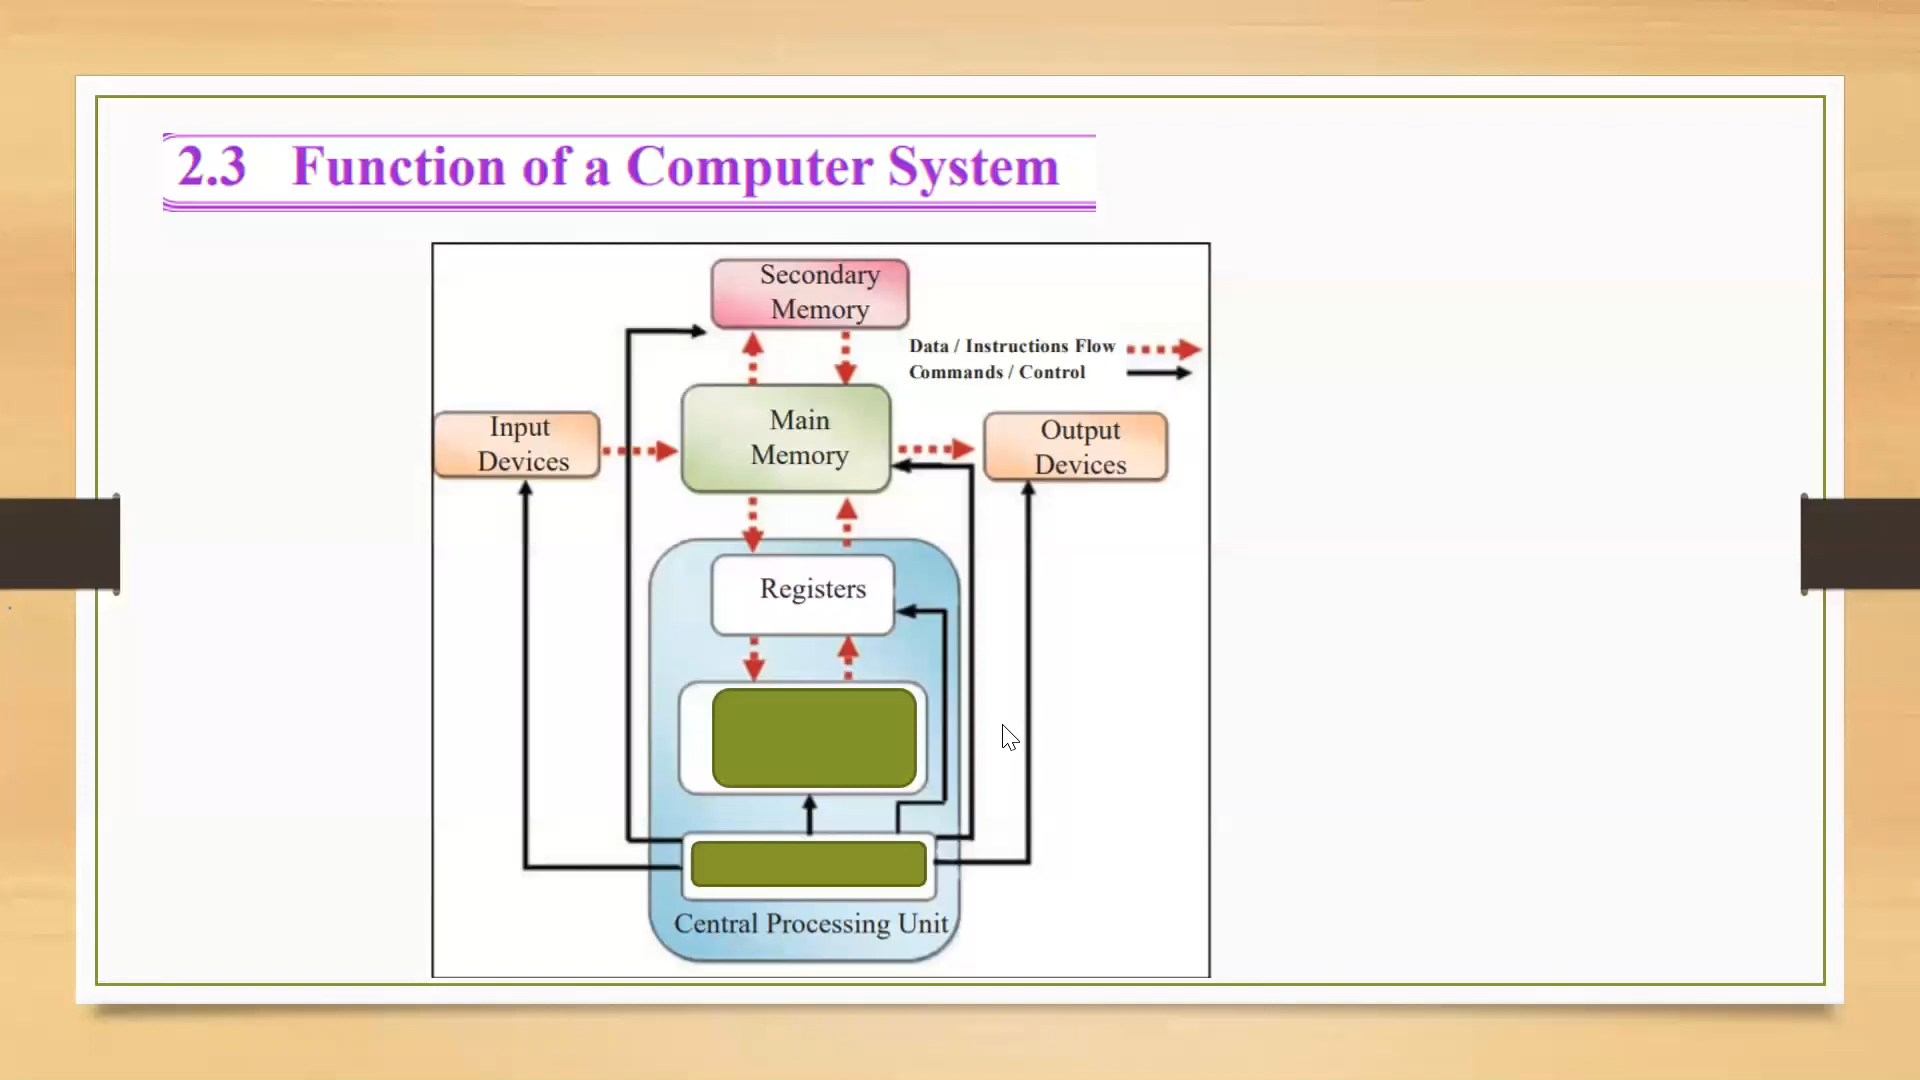 2.3 Function of a Computer System
Secondary
Memory
Data / Instructions Flow
Commands / Control
Input
Devices
Main
Memory
Output
Devices
Registers
Central Processing Unit